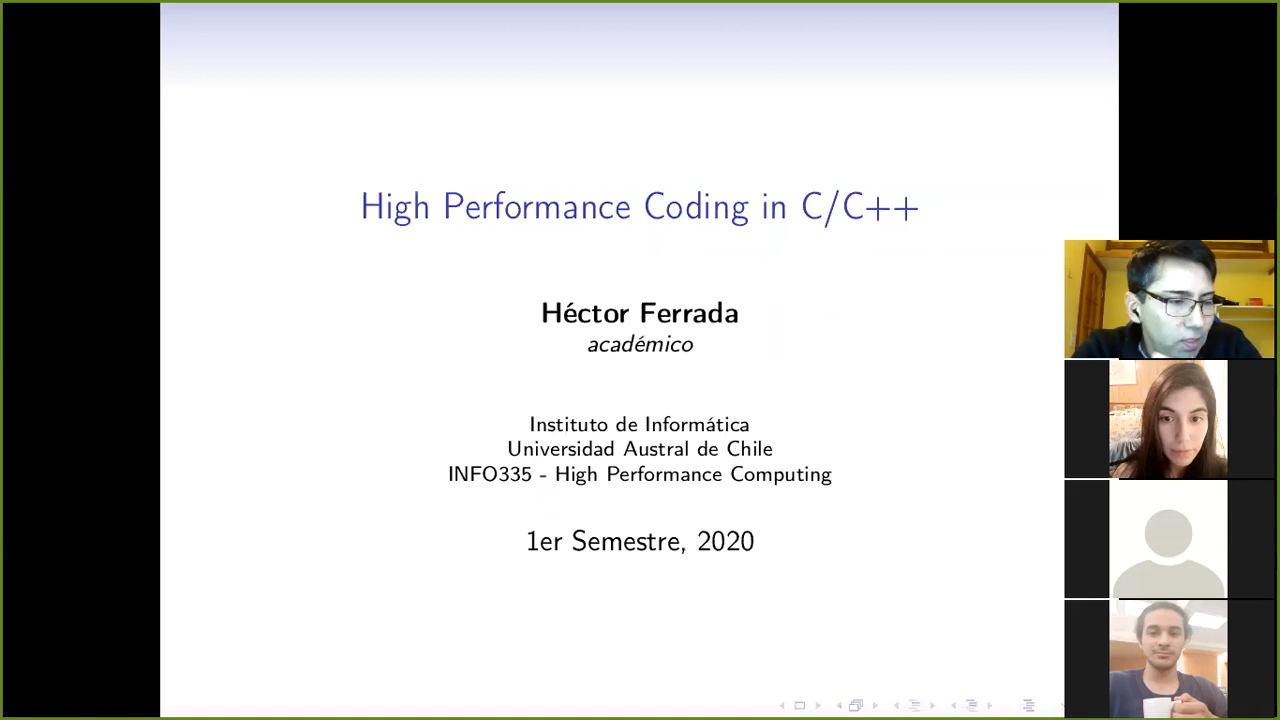 High Performance Coding in C/C++
Héctor Ferrada
académico
Instituto de Informática
Universidad Austral de Chile
INFO335 - High Performance Computing
1er Semestre, 2020